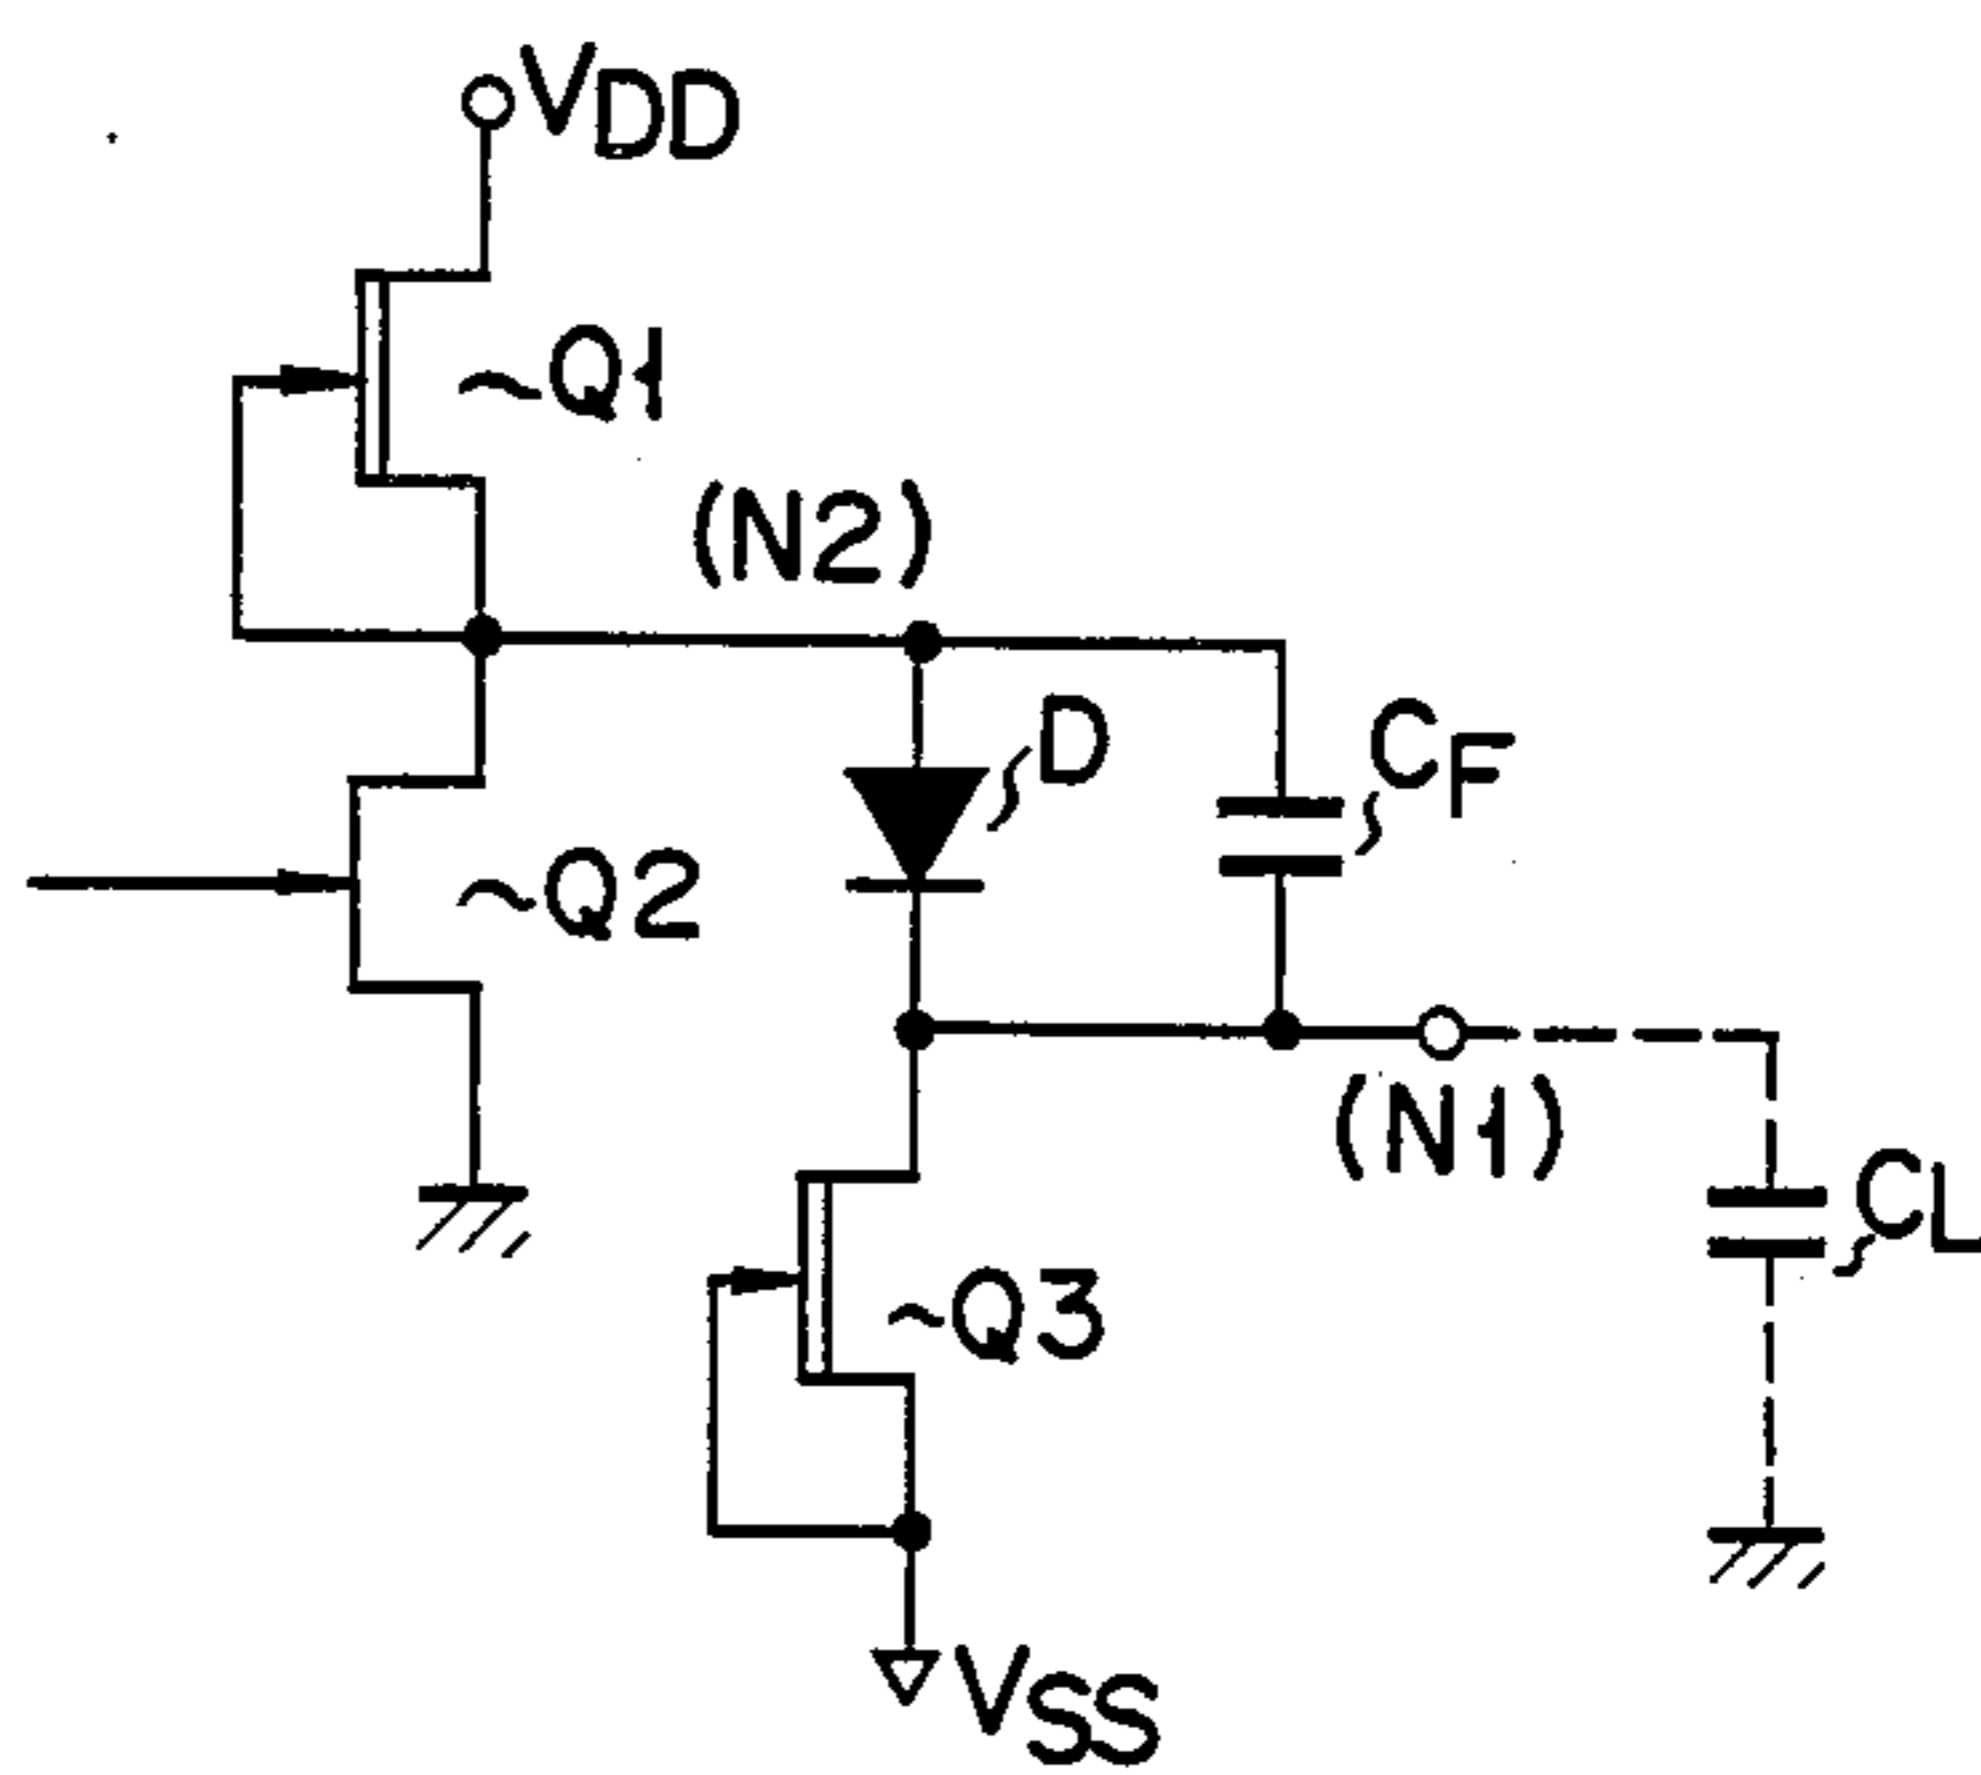 VDD
~Q1
(N2)
D
CF
~Q2
(N1)
CL
~Q3
VSS